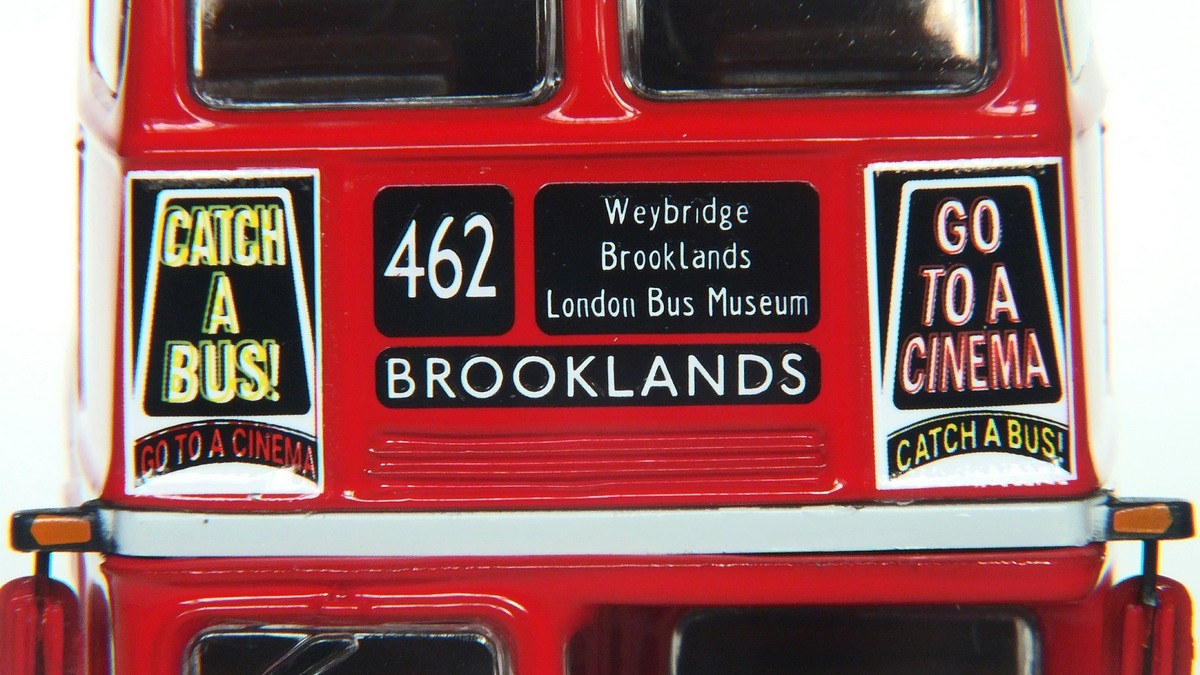 CATCH
A
BUS!
GO TO A CINEMA
462
Weybridge
Brooklands
London Bus Museum
BROOKLANDS
GO
TO A
CINEMA
CATCH A BUS!